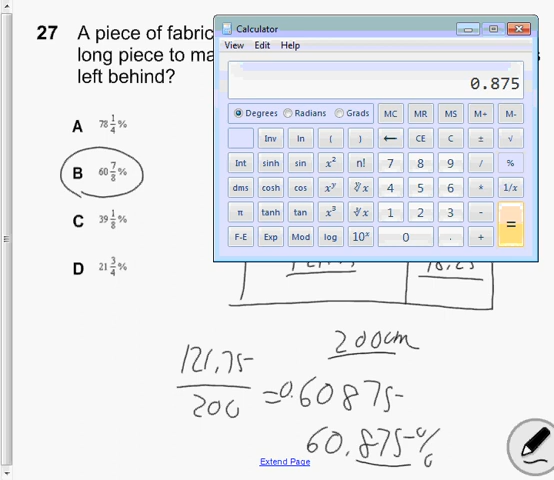 27 A piece of fabric
long piece to ma
left behind?
A 78 1/4 %
B 60 7/8 %
C 39 1/8 %
D 21 3/4 %
Calculator
View Edit Help
0.875
Degrees Radians Grads MC MR MS M+ M-
Inv ln ( ) ← CE C ± √
Int sinh sin x² n! 7 8 9 / %
dms cosh cos xʸ ʸ√x 4 5 6 * 1/x
π tanh tan x³ ³√x 1 2 3 - =
F-E Exp Mod log 10ˣ 0 . +
18,25
200cm
121,75
200
=0.60875
60.875%
Extend Page